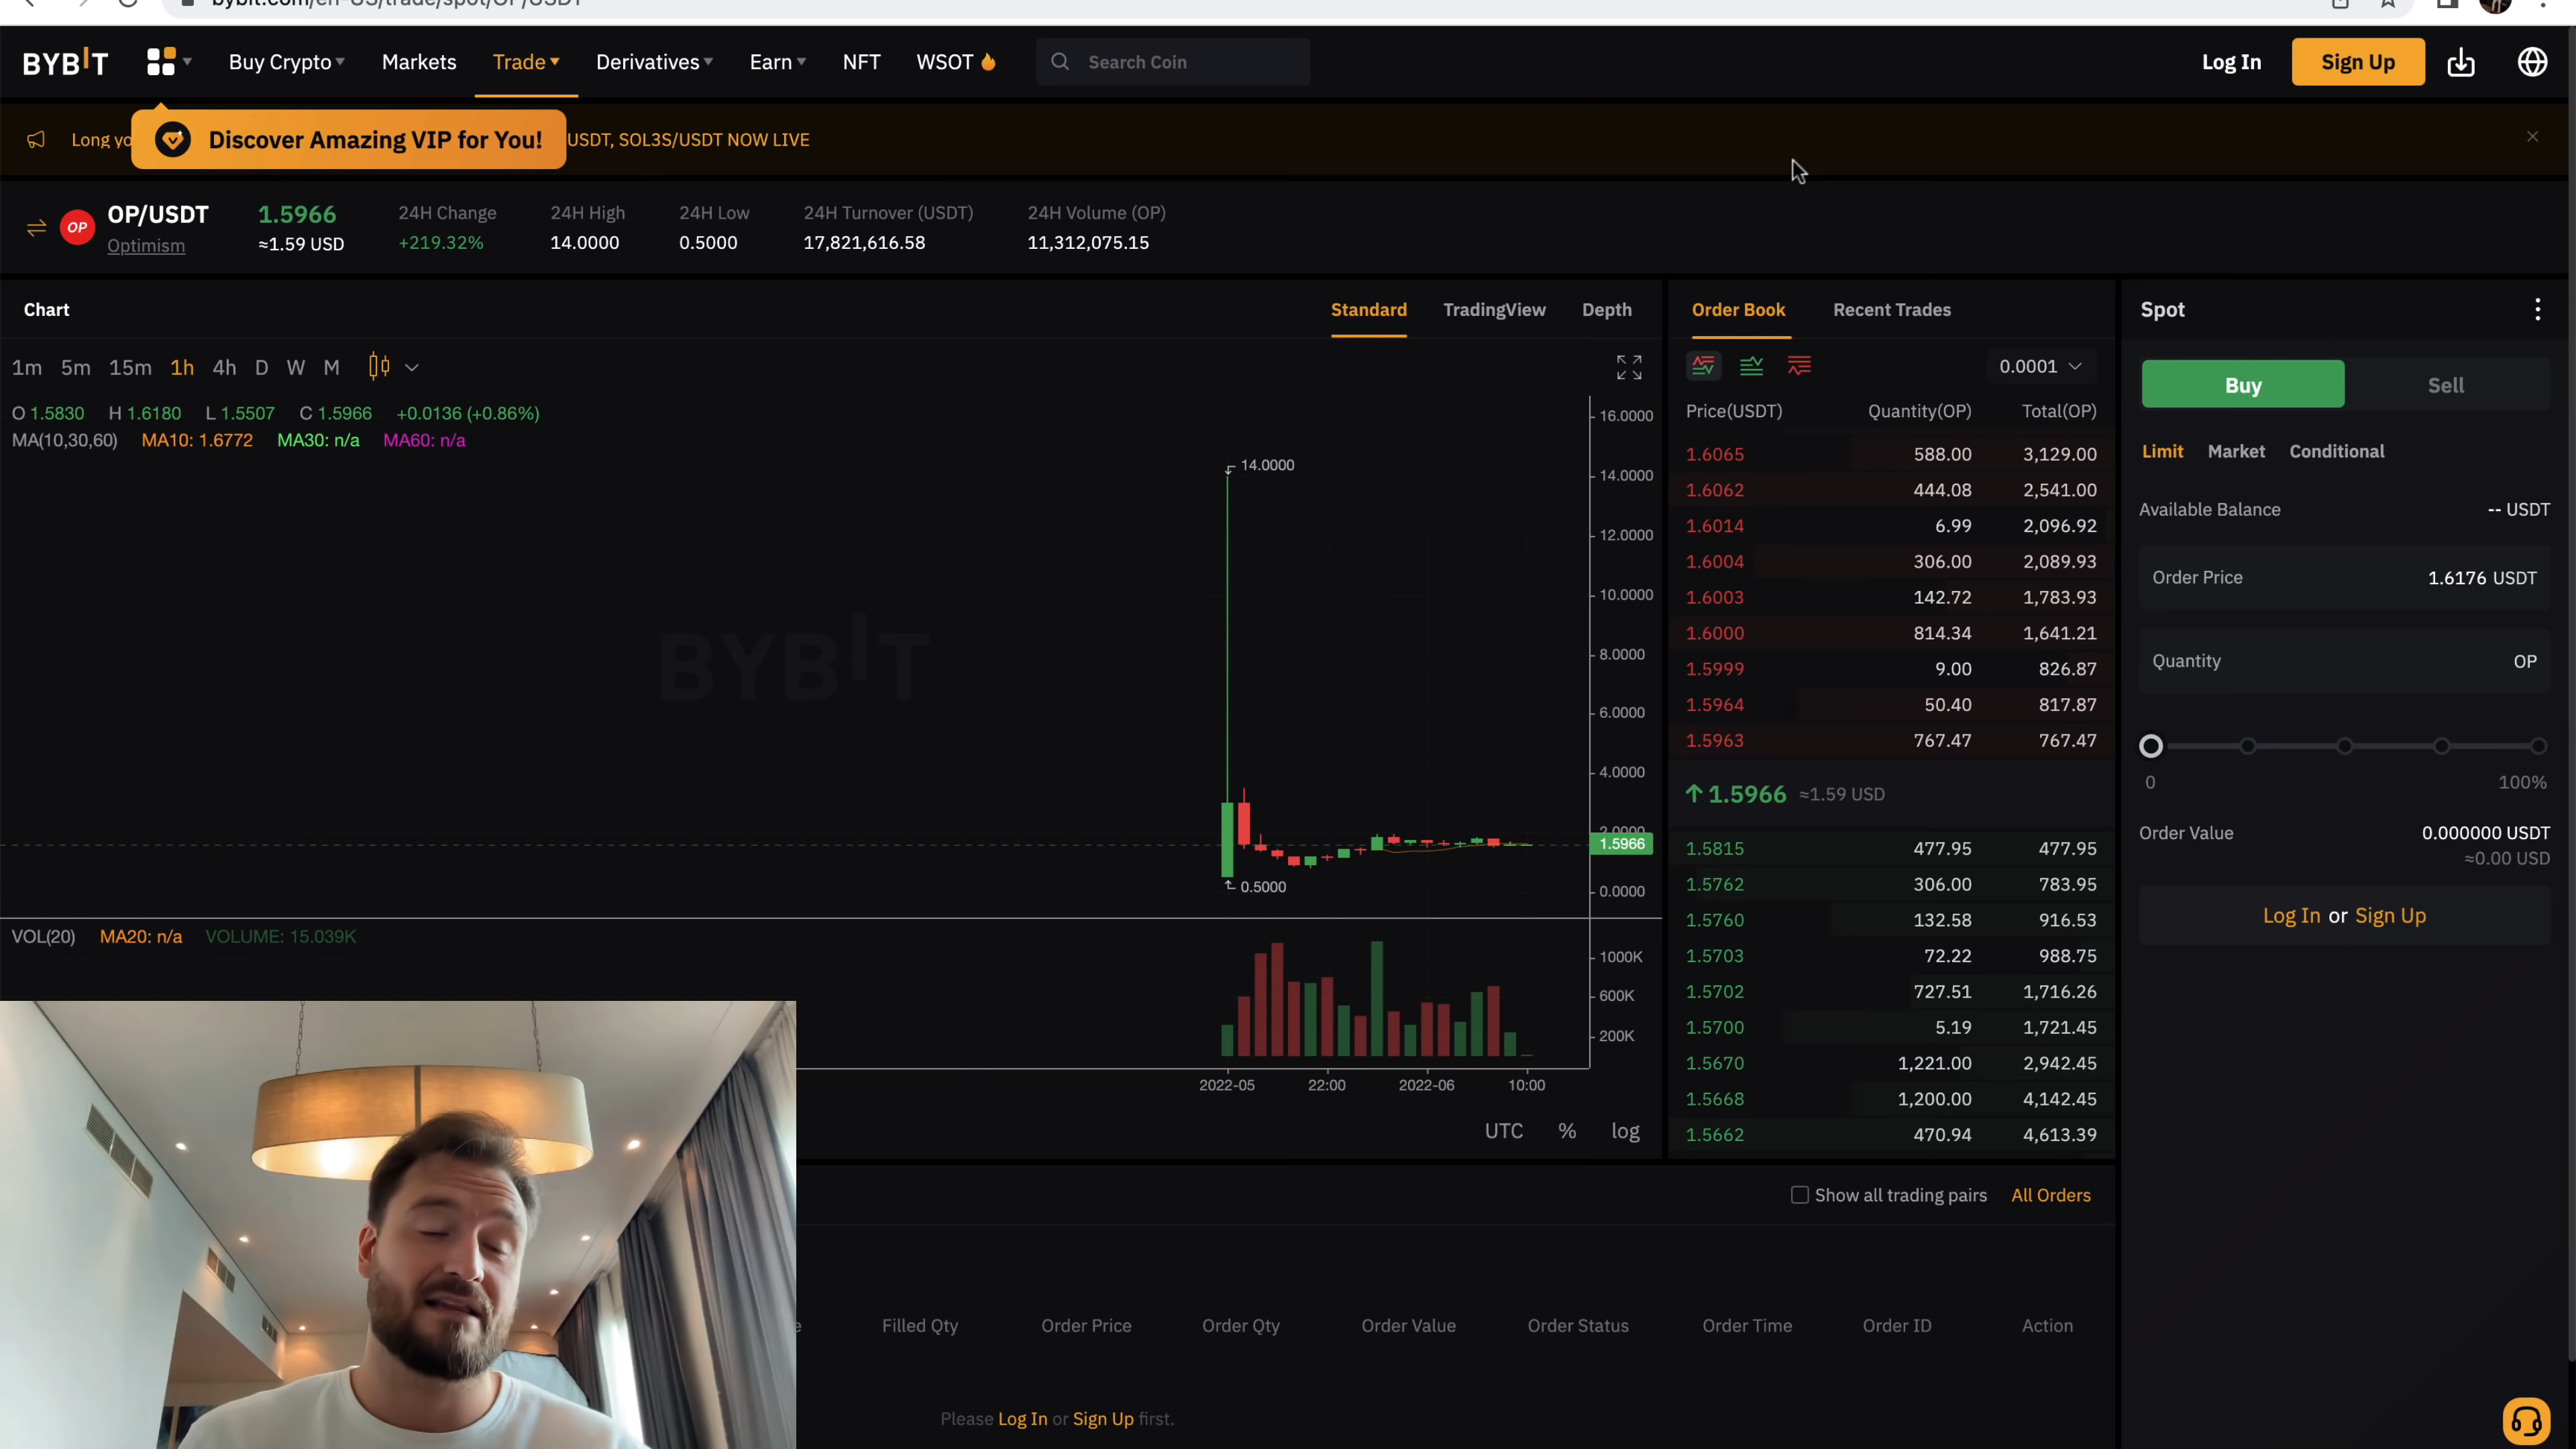 bybit.com/en-US/trade/spot/OP/USDT
BYBIT Buy Crypto Markets Trade Derivatives Earn NFT WSOT Search Coin Log In Sign Up
Long yo Discover Amazing VIP for You! USDT, SOL3S/USDT NOW LIVE
OP OP/USDT 1.5966 24H Change 24H High 24H Low 24H Turnover (USDT) 24H Volume (OP)
Optimism ≈1.59 USD +219.32% 14.0000 0.5000 17,821,616.58 11,312,075.15
Chart Standard TradingView Depth
1m 5m 15m 1h 4h D W M
O 1.5830 H 1.6180 L 1.5507 C 1.5966 +0.0136 (+0.86%)
MA(10,30,60) MA10: 1.6772 MA30: n/a MA60: n/a
14.0000
0.5000
BYBIT
16.0000
14.0000
12.0000
10.0000
8.0000
6.0000
4.0000
2.0000
1.5966
0.0000
VOL(20) MA20: n/a VOLUME: 15.039K
1000K
600K
200K
2022-05 22:00 2022-06 10:00
UTC % log
Order Book Recent Trades
0.0001
Price(USDT) Quantity(OP) Total(OP)
1.6065 588.00 3,129.00
1.6062 444.08 2,541.00
1.6014 6.99 2,096.92
1.6004 306.00 2,089.93
1.6003 142.72 1,783.93
1.6000 814.34 1,641.21
1.5999 9.00 826.87
1.5964 50.40 817.87
1.5963 767.47 767.47
1.5966 ≈1.59 USD
1.5815 477.95 477.95
1.5762 306.00 783.95
1.5760 132.58 916.53
1.5703 72.22 988.75
1.5702 727.51 1,716.26
1.5700 5.19 1,721.45
1.5670 1,221.00 2,942.45
1.5668 1,200.00 4,142.45
1.5662 470.94 4,613.39
Spot
Buy Sell
Limit Market Conditional
Available Balance -- USDT
Order Price 1.6176 USDT
Quantity OP
0 100%
Order Value 0.000000 USDT
≈0.00 USD
Log In or Sign Up
Show all trading pairs All Orders
Filled Qty Order Price Order Qty Order Value Order Status Order Time Order ID Action
Please Log In or Sign Up first.